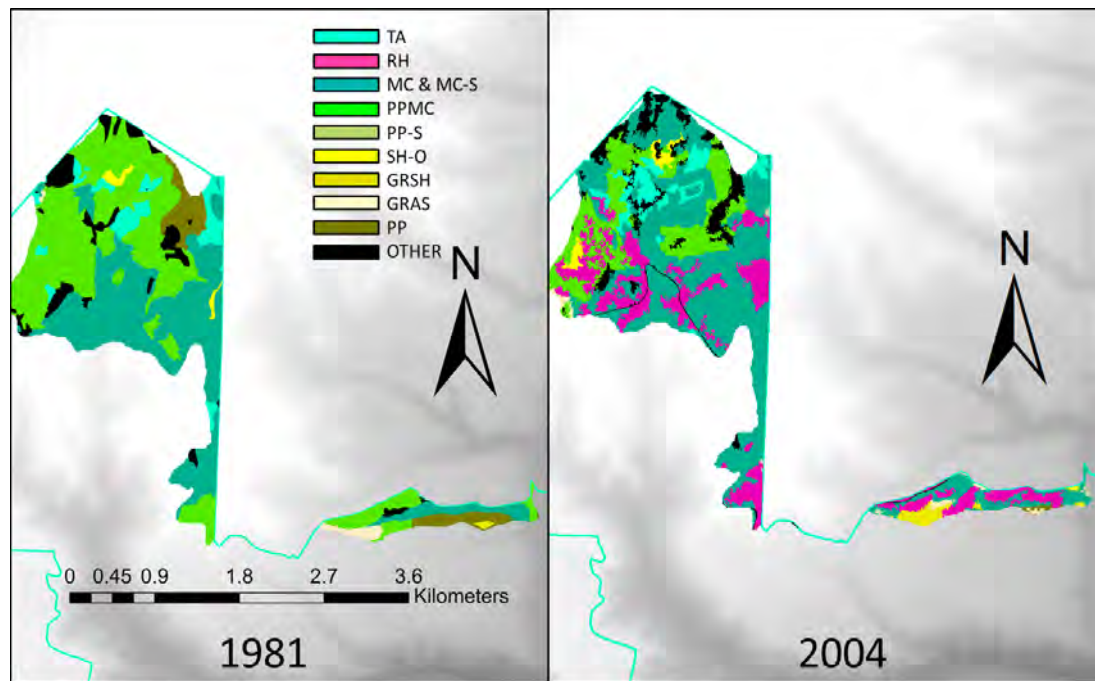 TA
RH
MC & MC-S
PPMC
PP-S
SH-O
GRSH
GRAS
PP
OTHER
N
N
0 0.45 0.9 1.8 2.7 3.6
Kilometers
1981
2004